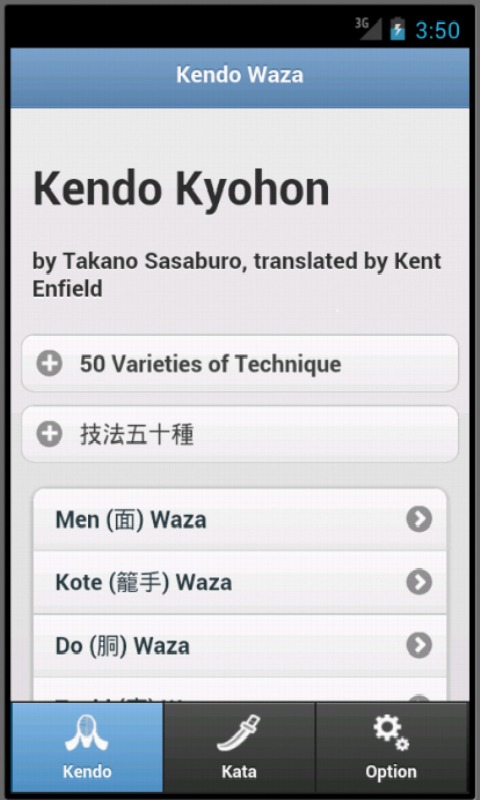 3G 3:50
Kendo Waza
Kendo Kyohon
by Takano Sasaburo, translated by Kent
Enfield
50 Varieties of Technique
技法五十種
Men (面) Waza
Kote (籠手) Waza
Do (胴) Waza
Kendo Kata Option